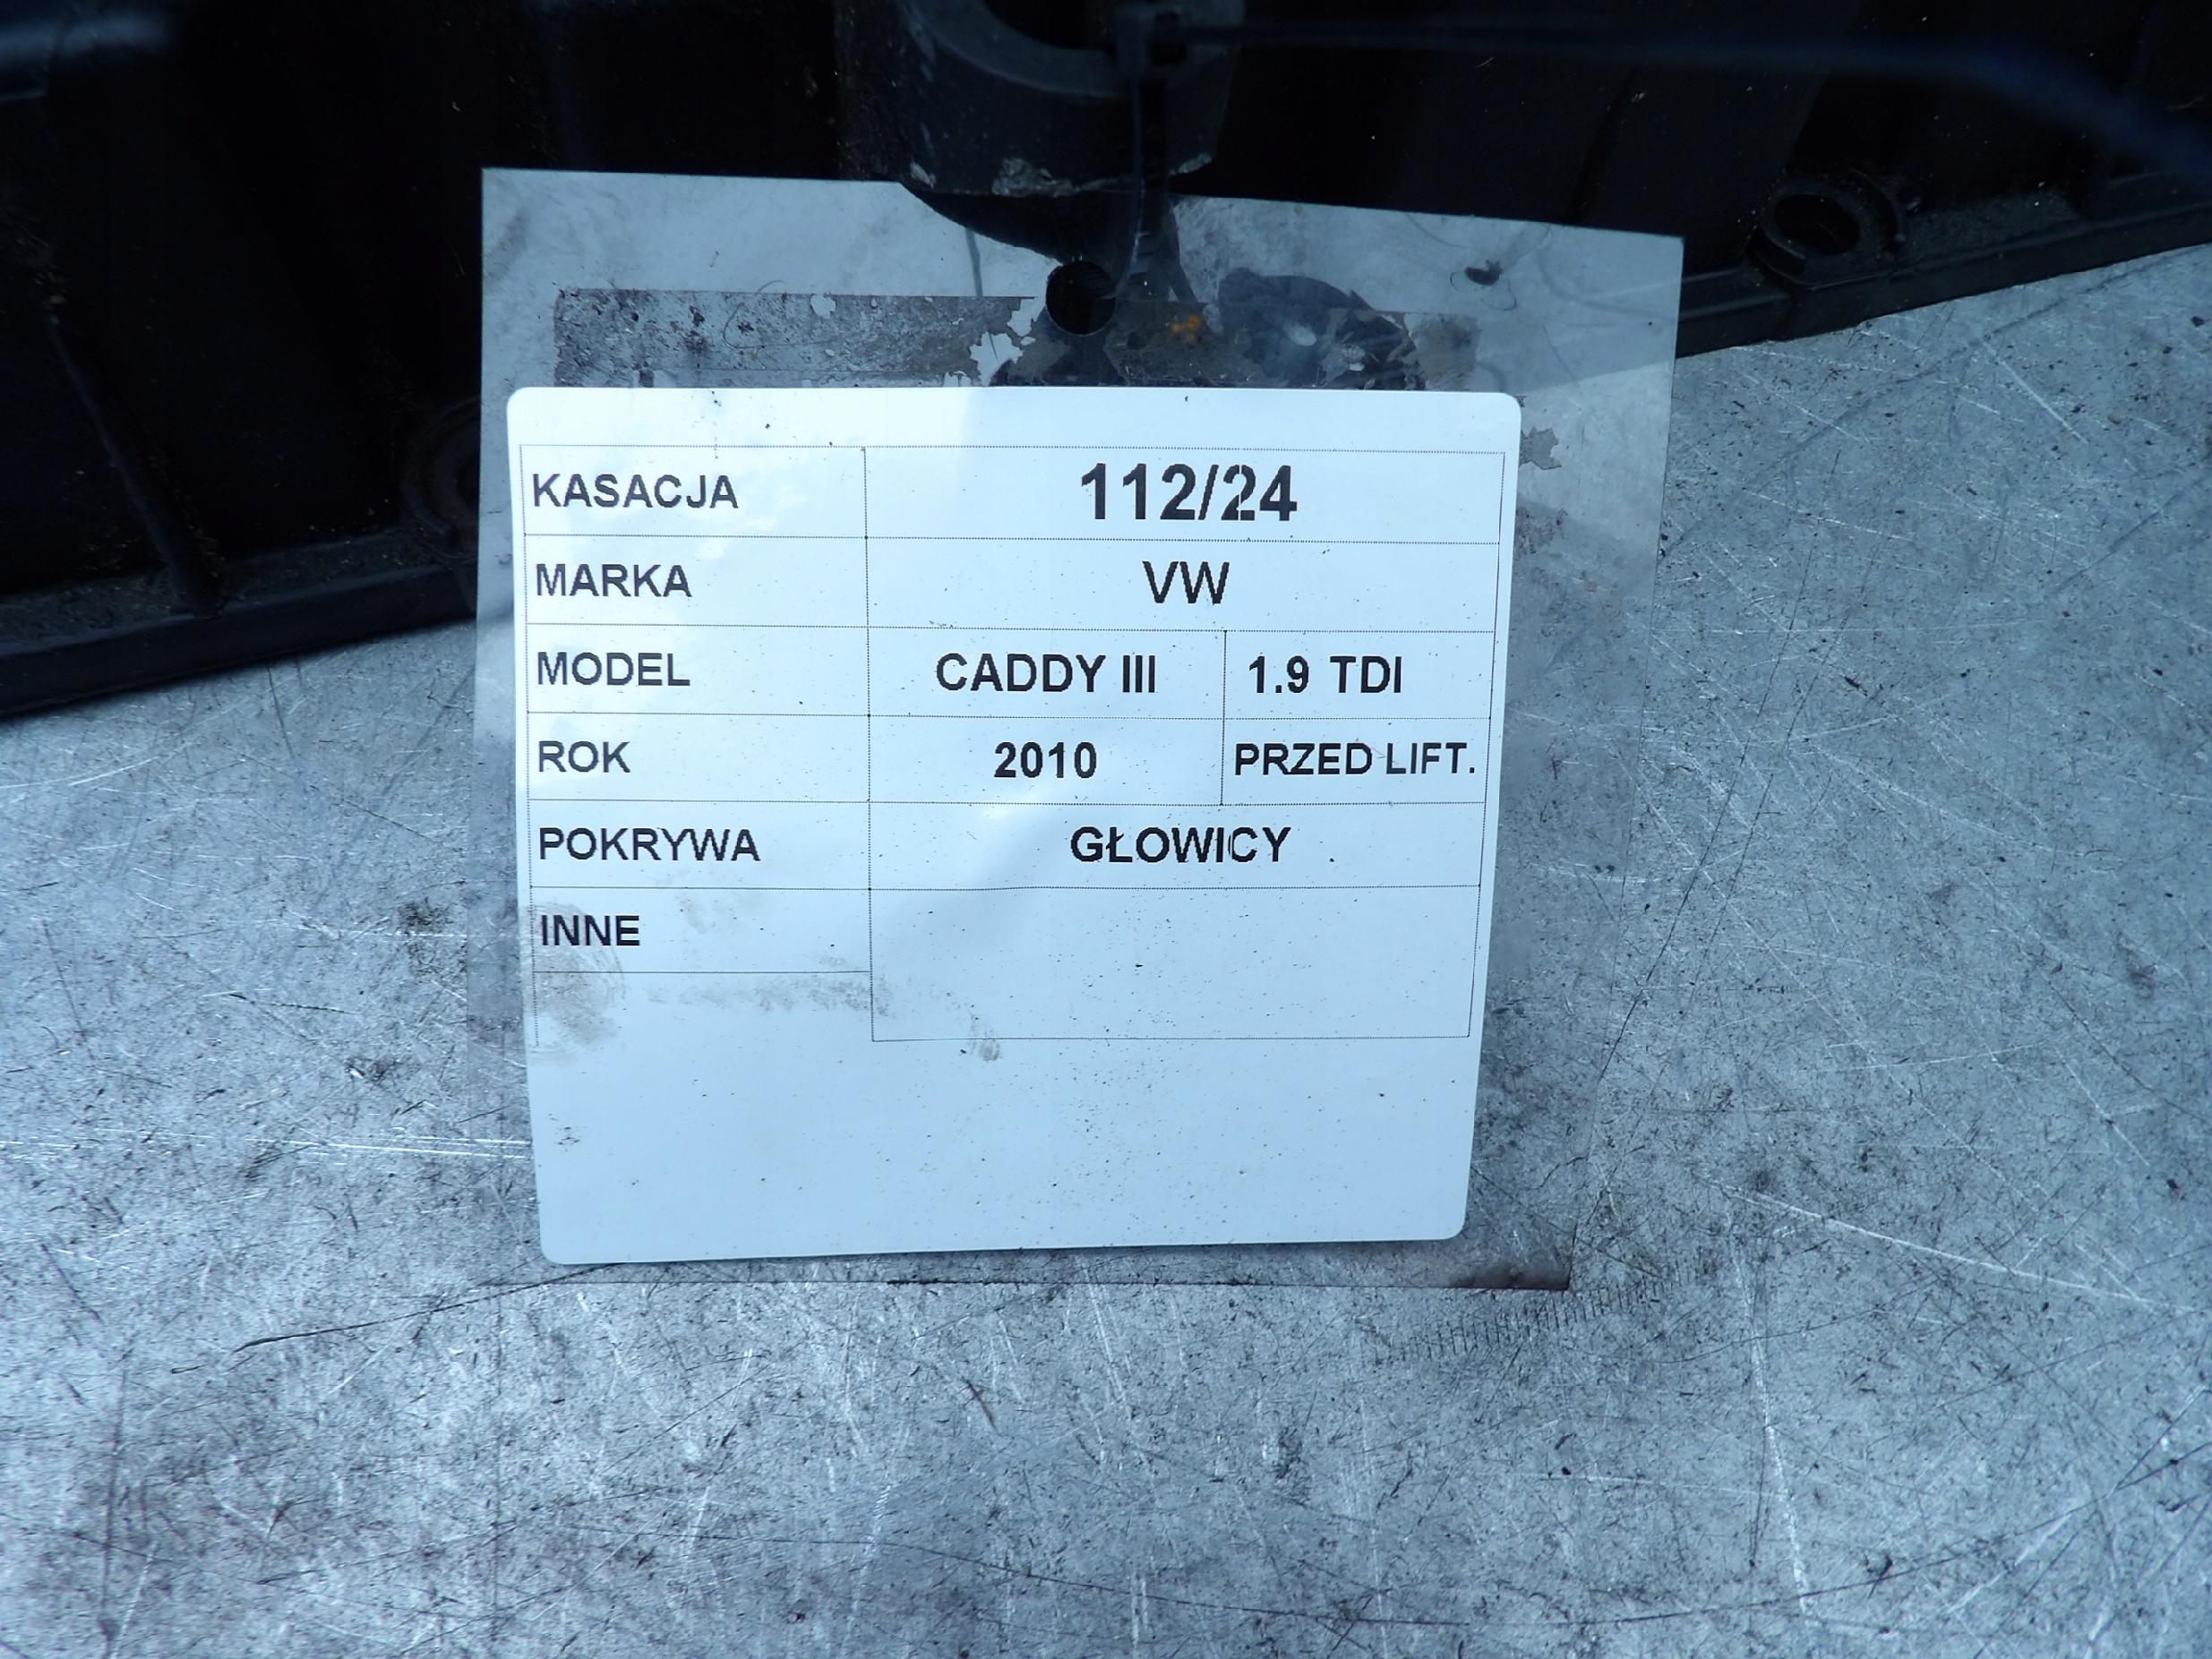 KASACJA 112/24
MARKA VW
MODEL CADDY III 1.9 TDI
ROK 2010 PRZED LIFT.
POKRYWA GŁOWICY
INNE